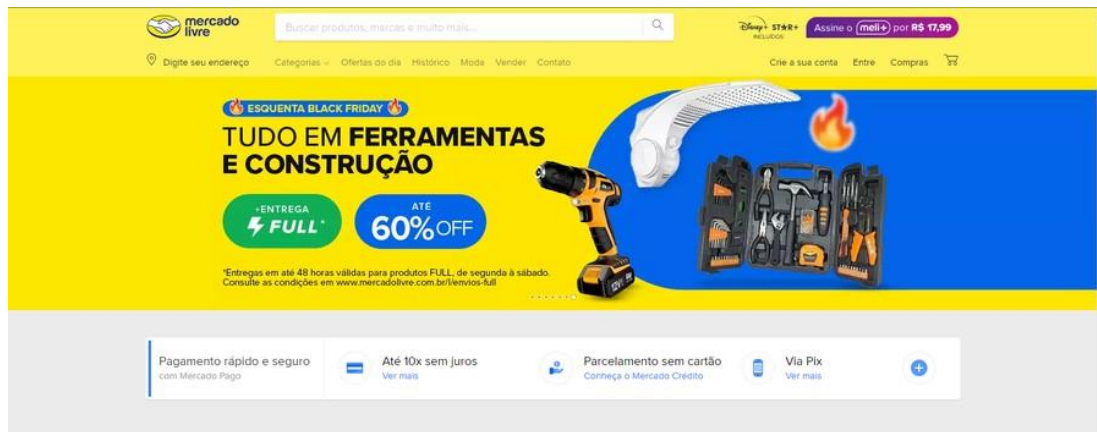 mercado
livre
Buscar produtos, marcas e muito mais...
Disney+ ST★R+
INCLUÍDOS
Assine o meli+ por R$ 17,99
Digite seu endereço
Categorias Ofertas do dia Histórico Moda Vender Contato
Crie a sua conta Entre Compras
ESQUENTA BLACK FRIDAY
TUDO EM FERRAMENTAS
E CONSTRUÇÃO
+ENTREGA
FULL*
ATÉ
60% OFF
*Entregas em até 48 horas válidas para produtos FULL, de segunda à sábado.
Consulte as condições em www.mercadolivre.com.br/l/envios-full
12V
Pagamento rápido e seguro
com Mercado Pago
Até 10x sem juros
Ver mais
Parcelamento sem cartão
Conheça o Mercado Crédito
Via Pix
Ver mais